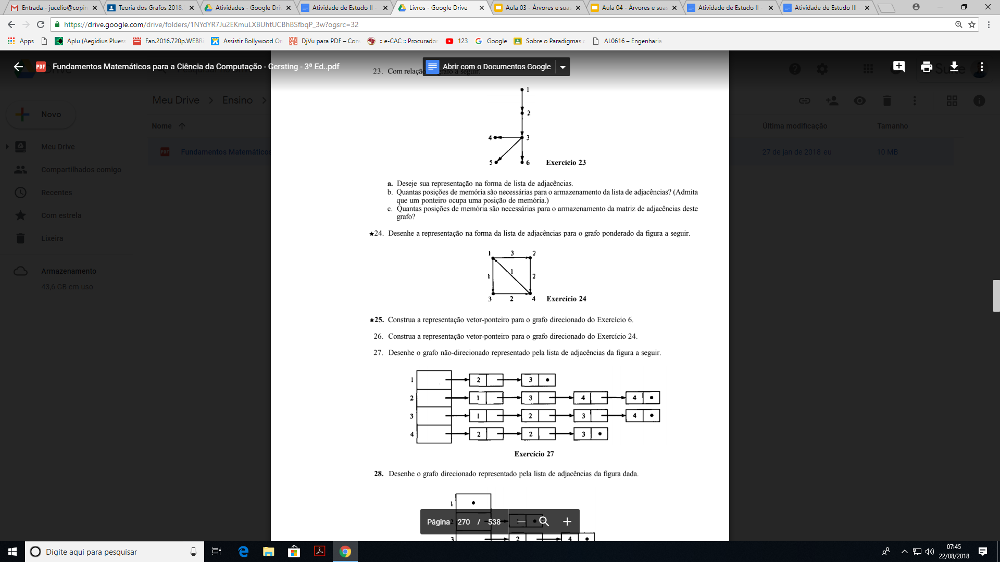 Entrada - jucelio@copin
Teoria dos Grafos 2018.
Atividades - Google Dri
Atividade de Estudo II -
Livros - Google Drive
Aula 03 - Árvores e suas
Aula 04 - Árvores e suas
Atividade de Estudo II -
Atividade de Estudo III -
https://drive.google.com/drive/folders/1NYdYR7Ju2EKmuLXBUhtUCBhBSfbqP_3w?ogsrc=32
Apps
Aplu (Aegidius Pluess
Fan.2016.720p.WEBRi
Assistir Bollywood On
DjVu para PDF – Conv
:: e-CAC :: Procurador
123
Google
Sobre o Paradigmas
AL0616 – Engenharia
PDF Fundamentos Matemáticos para a Ciência da Computação - Gersting - 3ª Ed..pdf
Abrir com o Documentos Google
Meu Drive
Ensino
Novo
Nome
Última modificação
Tamanho
Meu Drive
Fundamentos Matemáticos
27 de jan de 2018 eu
10 MB
Compartilhados comigo
Recentes
Com estrela
Lixeira
Armazenamento
43,6 GB em uso
23. Com relação ao grafo a seguir:
1
2
4 3
5 6 Exercício 23
a. Deseje sua representação na forma de lista de adjacências.
b. Quantas posições de memória são necessárias para o armazenamento da lista de adjacências? (Admita
que um ponteiro ocupa uma posição de memória.)
c. Quantas posições de memória são necessárias para o armazenamento da matriz de adjacências deste
grafo?
★24. Desenhe a representação na forma da lista de adjacências para o grafo ponderado da figura a seguir.
1 3 2
1 1 2
3 2 4 Exercício 24
★25. Construa a representação vetor-ponteiro para o grafo direcionado do Exercício 6.
26. Construa a representação vetor-ponteiro para o grafo direcionado do Exercício 24.
27. Desenhe o grafo não-direcionado representado pela lista de adjacências da figura a seguir.
1 2 3
2 1 3 4 4
3 1 2 3 4
4 2 2 3
Exercício 27
28. Desenhe o grafo direcionado representado pela lista de adjacências da figura dada.
1
2 1
3 2 4
Página 270 / 538
Digite aqui para pesquisar
07:45
22/08/2018